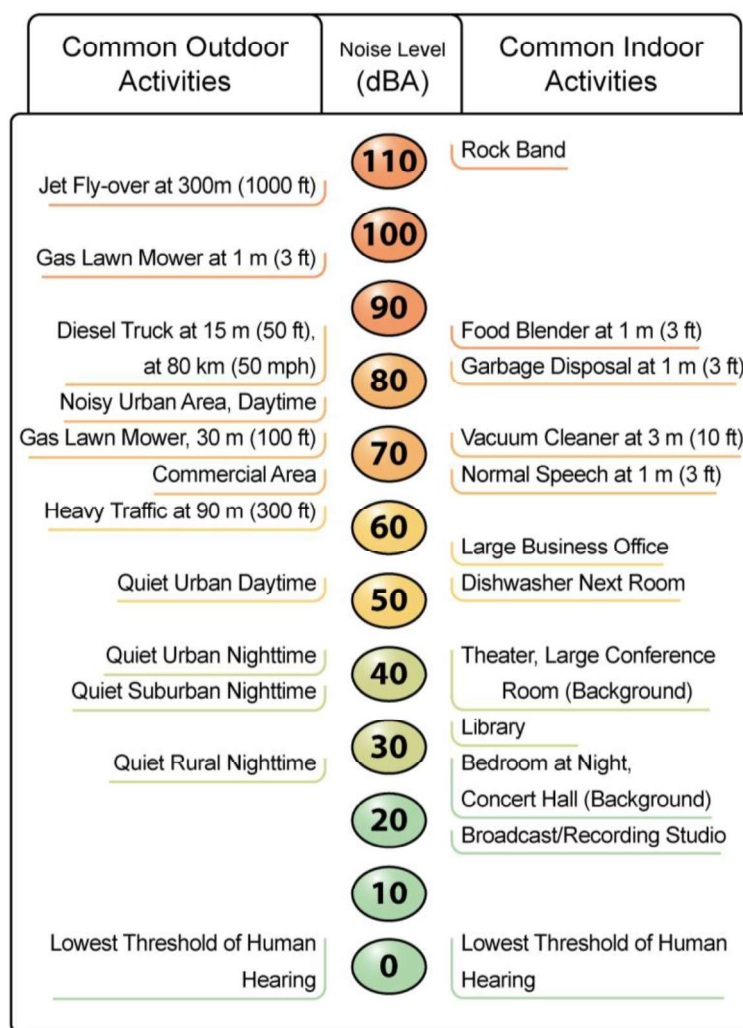 Common Outdoor
Activities
Noise Level
(dBA)
Common Indoor
Activities
110
Rock Band
Jet Fly-over at 300m (1000 ft)
100
Gas Lawn Mower at 1 m (3 ft)
90
Diesel Truck at 15 m (50 ft),
at 80 km (50 mph)
Food Blender at 1 m (3 ft)
80
Garbage Disposal at 1 m (3 ft)
Noisy Urban Area, Daytime
Gas Lawn Mower, 30 m (100 ft)
70
Vacuum Cleaner at 3 m (10 ft)
Commercial Area
Normal Speech at 1 m (3 ft)
Heavy Traffic at 90 m (300 ft)
60
Large Business Office
Quiet Urban Daytime
50
Dishwasher Next Room
Quiet Urban Nighttime
40
Theater, Large Conference
Room (Background)
Quiet Suburban Nighttime
30
Library
Quiet Rural Nighttime
Bedroom at Night,
Concert Hall (Background)
20
Broadcast/Recording Studio
10
Lowest Threshold of Human
Hearing
0
Lowest Threshold of Human
Hearing